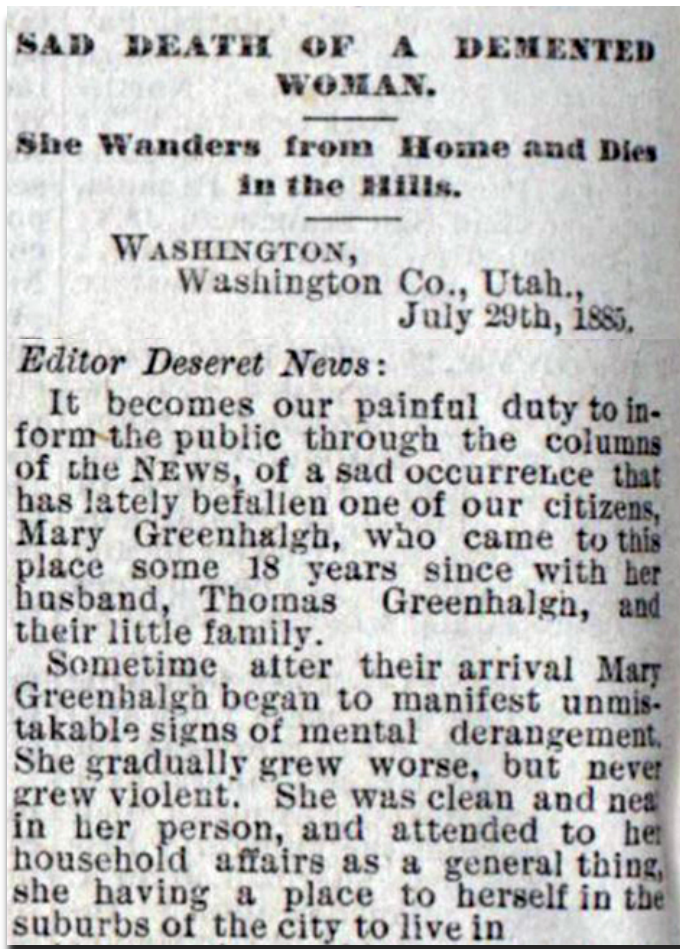 SAD DEATH OF A DEMENTED
WOMAN.
She Wanders from Home and Dies
in the Hills.
WASHINGTON,
Washington Co., Utah.,
July 29th, 1885.
Editor Deseret News:
It becomes our painful duty to in-
form the public through the columns
of the NEWS, of a sad occurrence that
has lately befallen one of our citizens,
Mary Greenhalgh, who came to this
place some 18 years since with her
husband, Thomas Greenhalgh, and
their little family.
Sometime after their arrival Mary
Greenhalgh began to manifest unmis-
takable signs of mental derangement.
She gradually grew worse, but never
grew violent. She was clean and neat
in her person, and attended to her
household affairs as a general thing,
she having a place to herself in the
suburbs of the city to live in